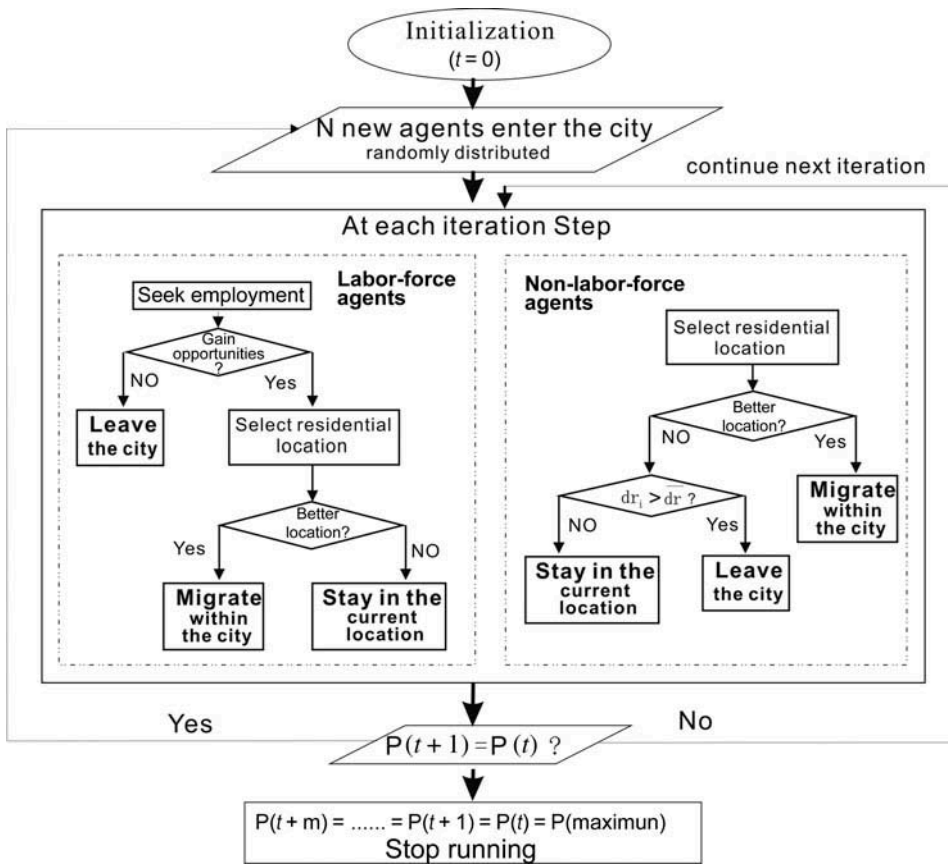 Initialization
(t = 0)
N new agents enter the city
randomly distributed
continue next iteration
At each iteration Step
Labor-force
agents
Seek employment
Gain
opportunities
?
NO
Yes
Leave
the city
Select residential
location
Better
location?
Yes
NO
Migrate
within
the city
Stay in the
current
location
Non-labor-force
agents
Select residential
location
Better
location?
NO
Yes
Migrate
within
the city
dr₁ > d̅r̅ ?
NO
Yes
Stay in the
current
location
Leave
the city
Yes
No
P(t + 1) = P(t) ?
P(t + m) = ...... = P(t + 1) = P(t) = P(maximun)
Stop running